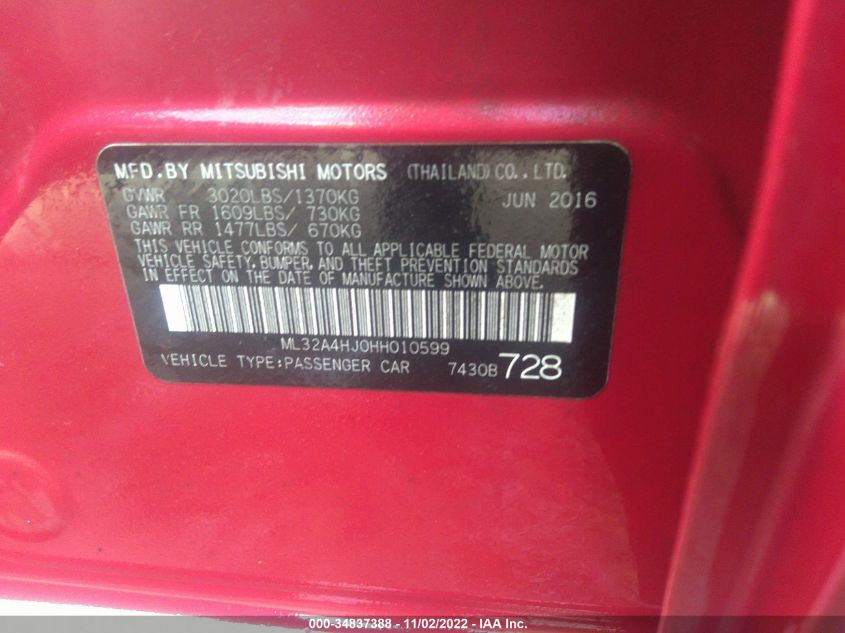 MFD.BY MITSUBISHI MOTORS (THAILAND)CO.,LTD.
GVWR 3020LBS/1370KG JUN 2016
GAWR FR 1609LBS/ 730KG
GAWR RR 1477LBS/ 670KG
THIS VEHICLE CONFORMS TO ALL APPLICABLE FEDERAL MOTOR
VEHICLE SAFETY, BUMPER, AND THEFT PREVENTION STANDARDS
IN EFFECT ON THE DATE OF MANUFACTURE SHOWN ABOVE.
ML32A4HJ0HH010599
VEHICLE TYPE:PASSENGER CAR 7430B 728
000-34837388 - 11/02/2022 - IAA Inc.